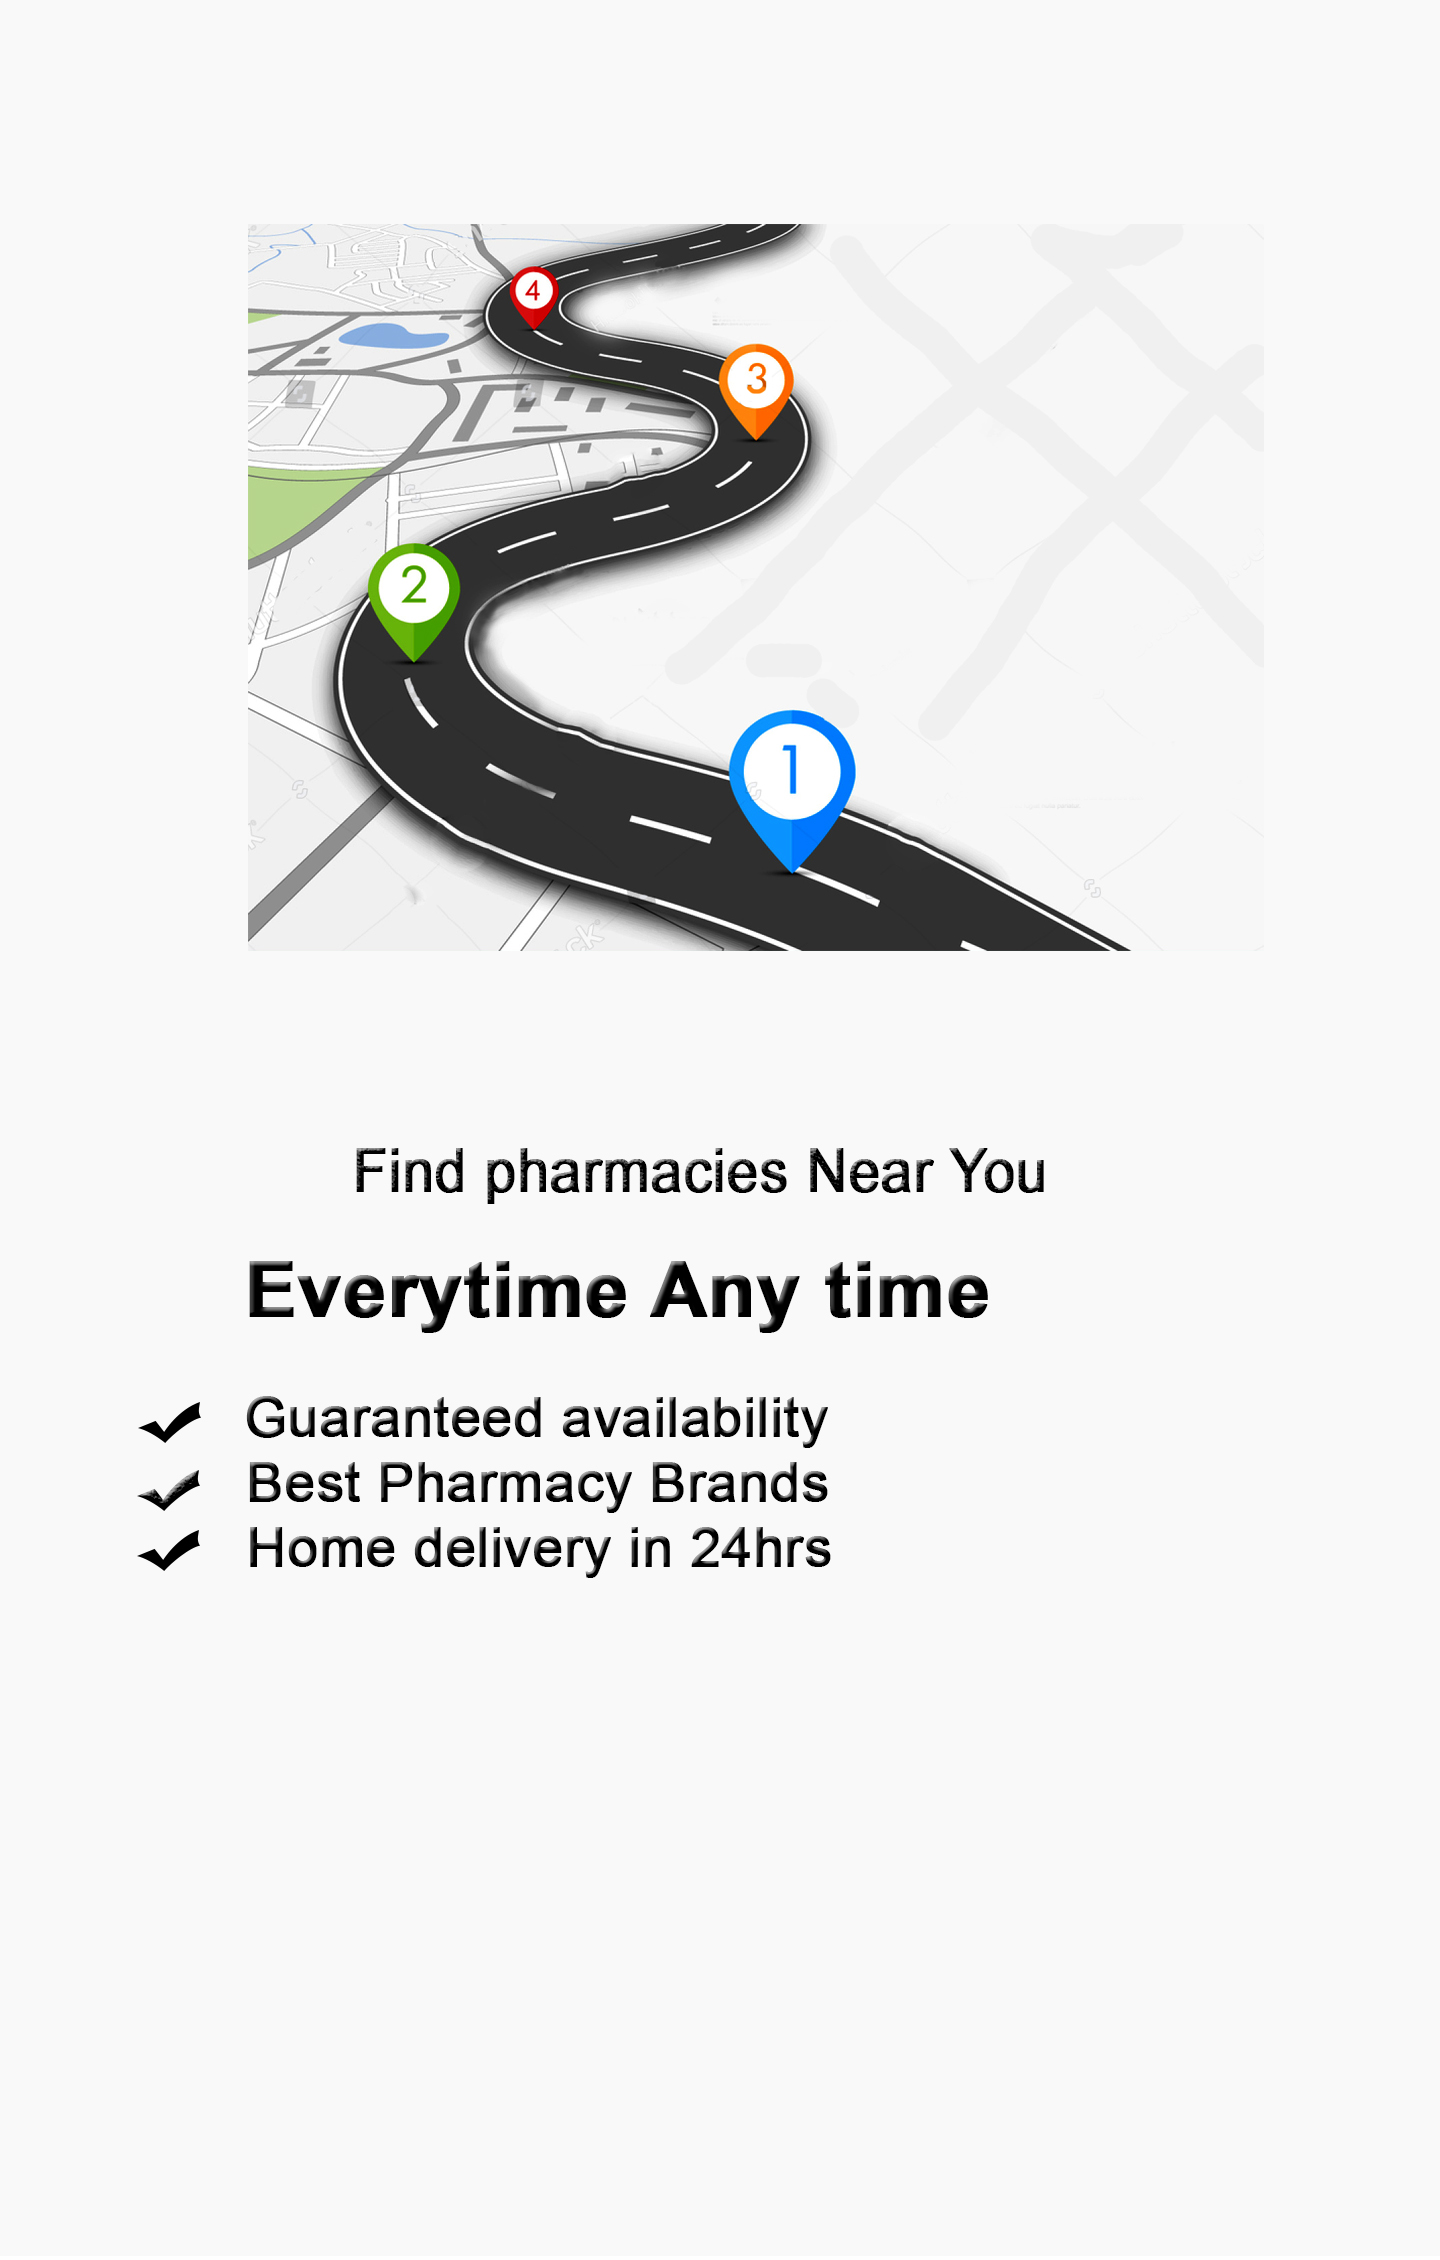 4
3
2
1
Find pharmacies Near You
Everytime Any time
Guaranteed availability
Best Pharmacy Brands
Home delivery in 24hrs